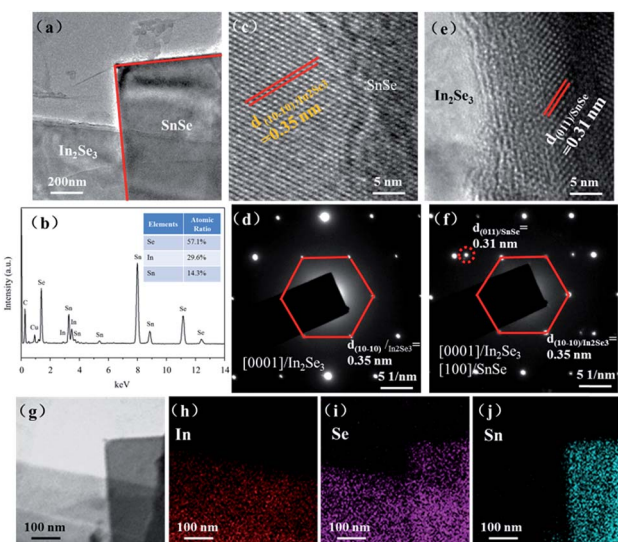 (a)
SnSe
In₂Se₃
200nm
(c)
SnSe
d(10-10)/In2Se3
=0.35 nm
5 nm
(e)
In₂Se₃
d(011)/SnSe
=0.31 nm
5 nm
(b)
Elements Atomic Ratio
Se 57.1%
In 29.6%
Sn 14.3%
Intensity (a.u.)
C
Cu
Se
In
Sn
In
Sn
Sn
Sn
Sn
Se
Se
0 2 4 6 8 10 12 14
keV
(d)
d(10-10)/In2Se3=
0.35 nm
[0001]/In₂Se₃
5 1/nm
(f)
d(011)/SnSe=
0.31 nm
d(10-10)/In2Se3=
0.35 nm
[0001]/In₂Se₃
[100]/SnSe
5 1/nm
(g)
100 nm
(h)
In
100 nm
(i)
Se
100 nm
(j)
Sn
100 nm